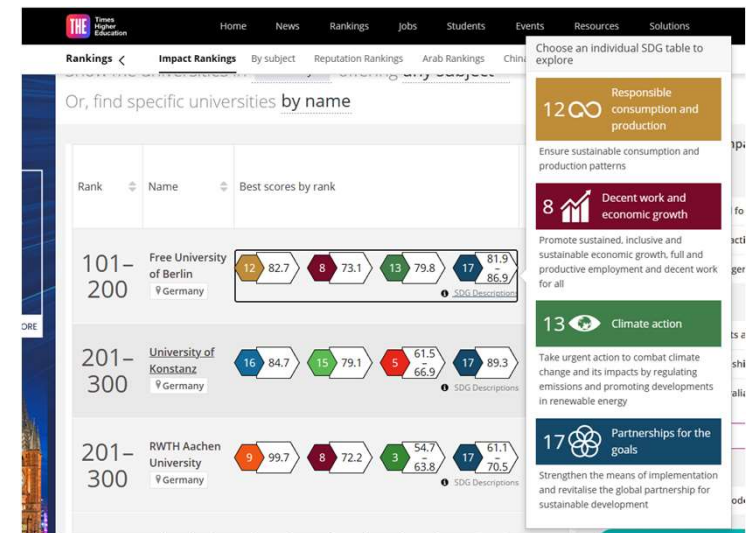 THE Times Higher Education
Home News Rankings Jobs Students Events Resources Solutions
Rankings Impact Rankings By subject Reputation Rankings Arab Rankings
Or, find specific universities by name
Rank Name Best scores by rank
101–200
Free University of Berlin
Germany
12 82.7 8 73.1 13 79.8 17 81.9 – 86.9
SDG Descriptions
201–300
University of Konstanz
Germany
16 84.7 15 79.1 5 61.5 – 66.9 17 89.3
SDG Descriptions
201–300
RWTH Aachen University
Germany
9 99.7 8 72.2 3 54.7 – 63.8 17 61.1 – 70.5
SDG Descriptions
Choose an individual SDG table to
explore
12 Responsible
consumption and
production
Ensure sustainable consumption and
production patterns
8 Decent work and
economic growth
Promote sustained, inclusive and
sustainable economic growth, full and
productive employment and decent work
for all
13 Climate action
Take urgent action to combat climate
change and its impacts by regulating
emissions and promoting developments
in renewable energy
17 Partnerships for the
goals
Strengthen the means of implementation
and revitalise the global partnership for
sustainable development